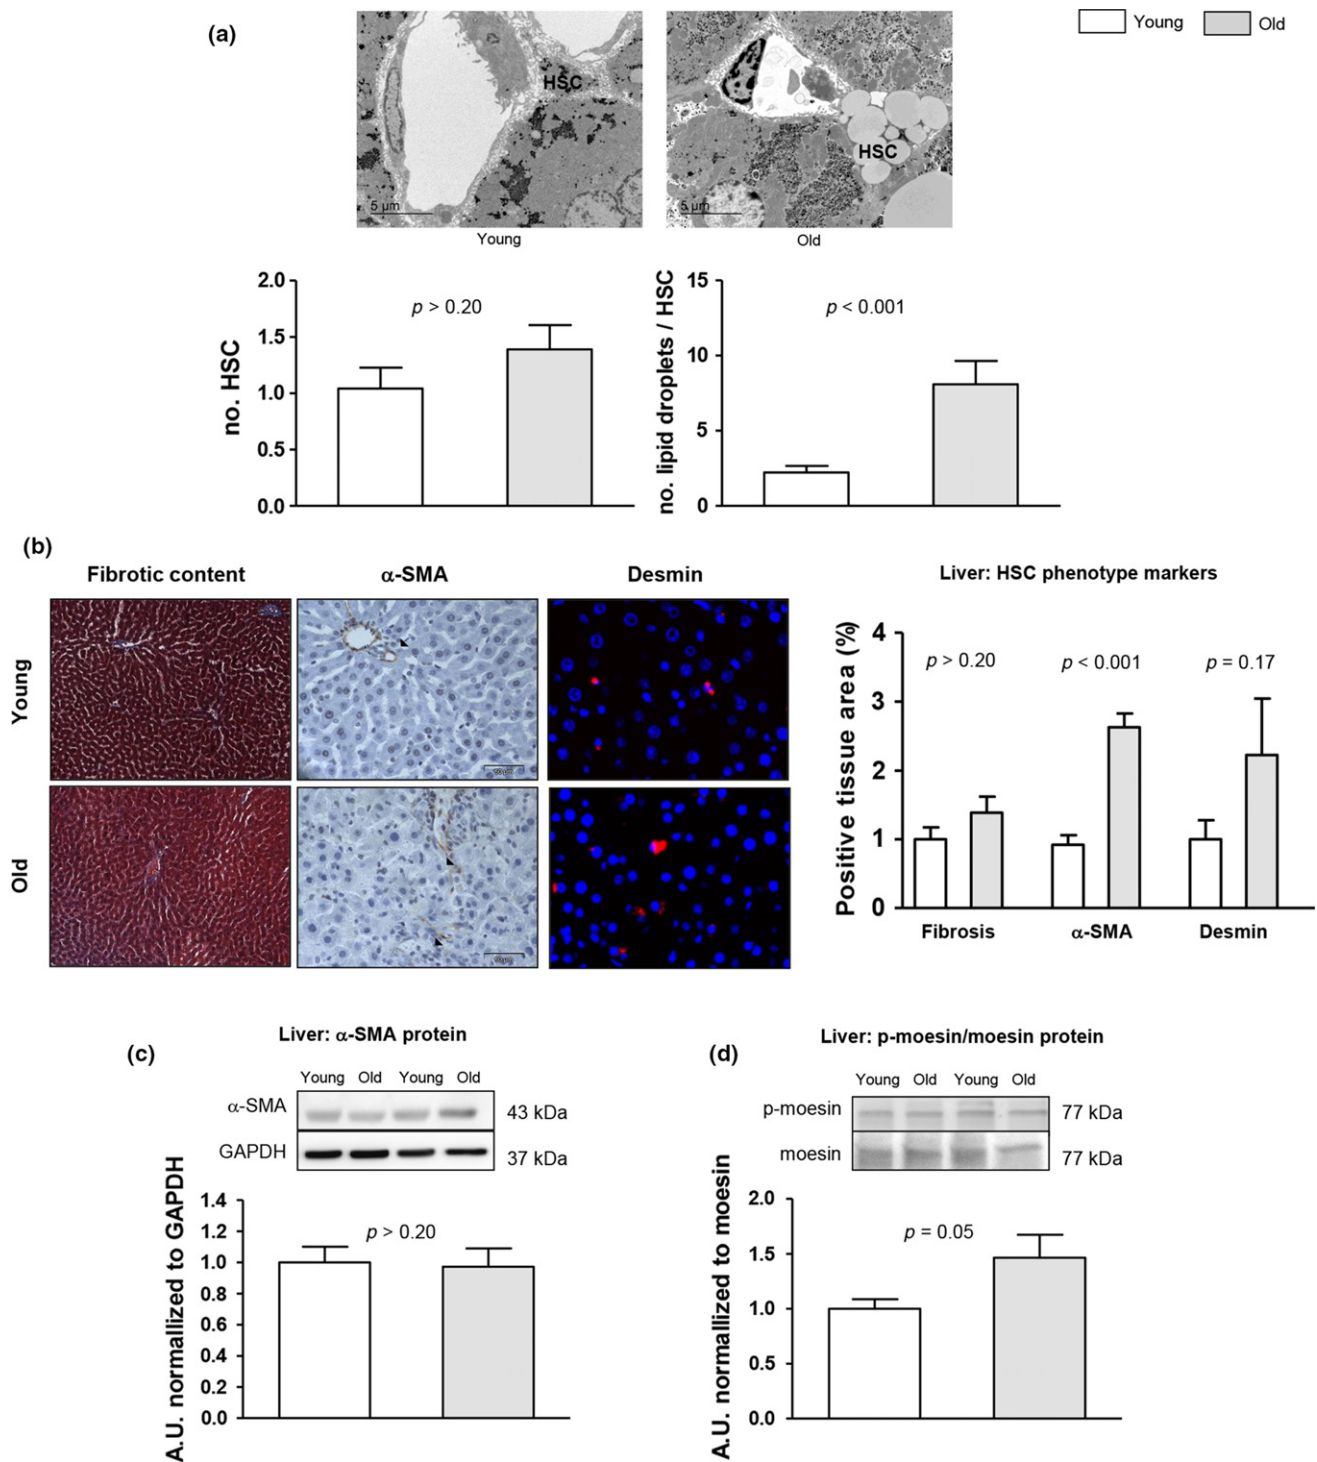 Young
Old
(a)
HSC
HSC
5 µm
5 µm
Young
Old
2.0
1.5
1.0
0.5
0.0
no. HSC
p > 0.20
15
10
5
0
no. lipid droplets / HSC
p < 0.001
(b)
Fibrotic content
α-SMA
Desmin
Young
Old
Liver: HSC phenotype markers
4
3
2
1
0
Positive tissue area (%)
p > 0.20
p < 0.001
p = 0.17
Fibrosis
α-SMA
Desmin
(c)
Liver: α-SMA protein
Young Old Young Old
α-SMA
43 kDa
GAPDH
37 kDa
1.4
1.2
1.0
0.8
0.6
0.4
0.2
0.0
A.U. normallized to GAPDH
p > 0.20
(d)
Liver: p-moesin/moesin protein
Young Old Young Old
p-moesin
77 kDa
moesin
77 kDa
2.0
1.5
1.0
0.5
0.0
A.U. normalized to moesin
p = 0.05